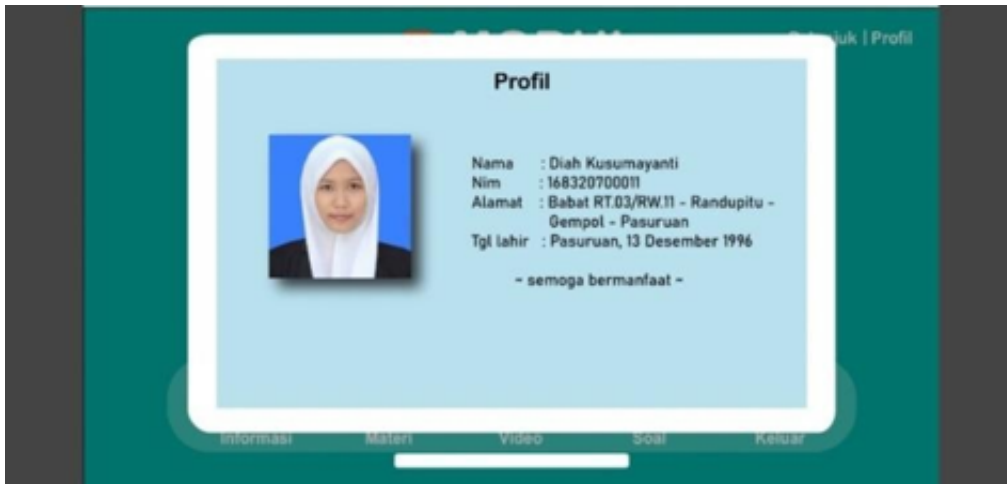 juk | Profil
Profil
Nama : Diah Kusumayanti
Nim : 168320700011
Alamat : Babat RT.03/RW.11 - Randupitu -
Gempol - Pasuruan
Tgl lahir : Pasuruan, 13 Desember 1996
~ semoga bermanfaat ~
Informasi Materi Video Soal Keluar